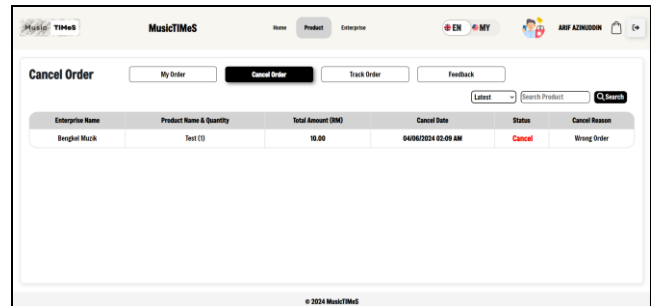 Music TIMeS MusicTIMeS Home Product Enterprise EN MY ARIF AZINUDDIN
Cancel Order My Order Cancel Order Track Order Feedback
Latest Search Product Search
Enterprise Name Product Name & Quantity Total Amount (RM) Cancel Date Status Cancel Reason
Bengkel Muzik Test (1) 10.00 04/06/2024 02:09 AM Cancel Wrong Order
© 2024 MusicTIMeS